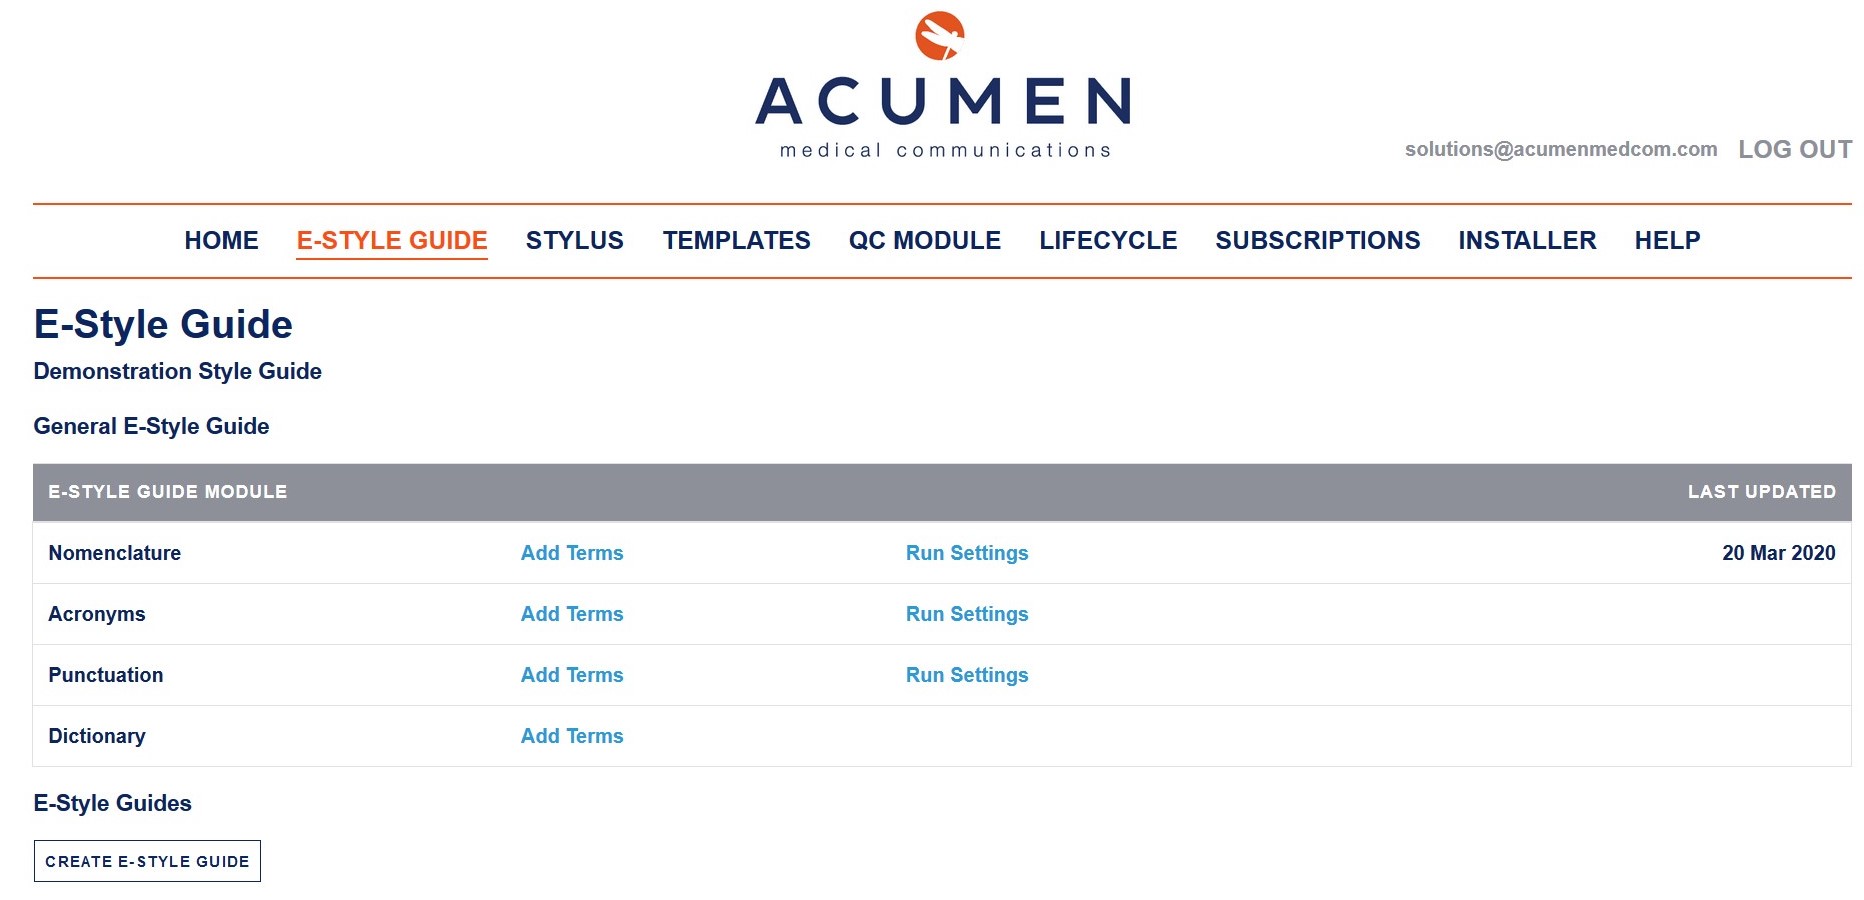 ACUMEN
medical communications
solutions@acumenmedcom.com LOG OUT
HOME E-STYLE GUIDE STYLUS TEMPLATES QC MODULE LIFECYCLE SUBSCRIPTIONS INSTALLER HELP
E-Style Guide
Demonstration Style Guide
General E-Style Guide
E-STYLE GUIDE MODULE LAST UPDATED
Nomenclature Add Terms Run Settings 20 Mar 2020
Acronyms Add Terms Run Settings
Punctuation Add Terms Run Settings
Dictionary Add Terms
E-Style Guides
CREATE E-STYLE GUIDE